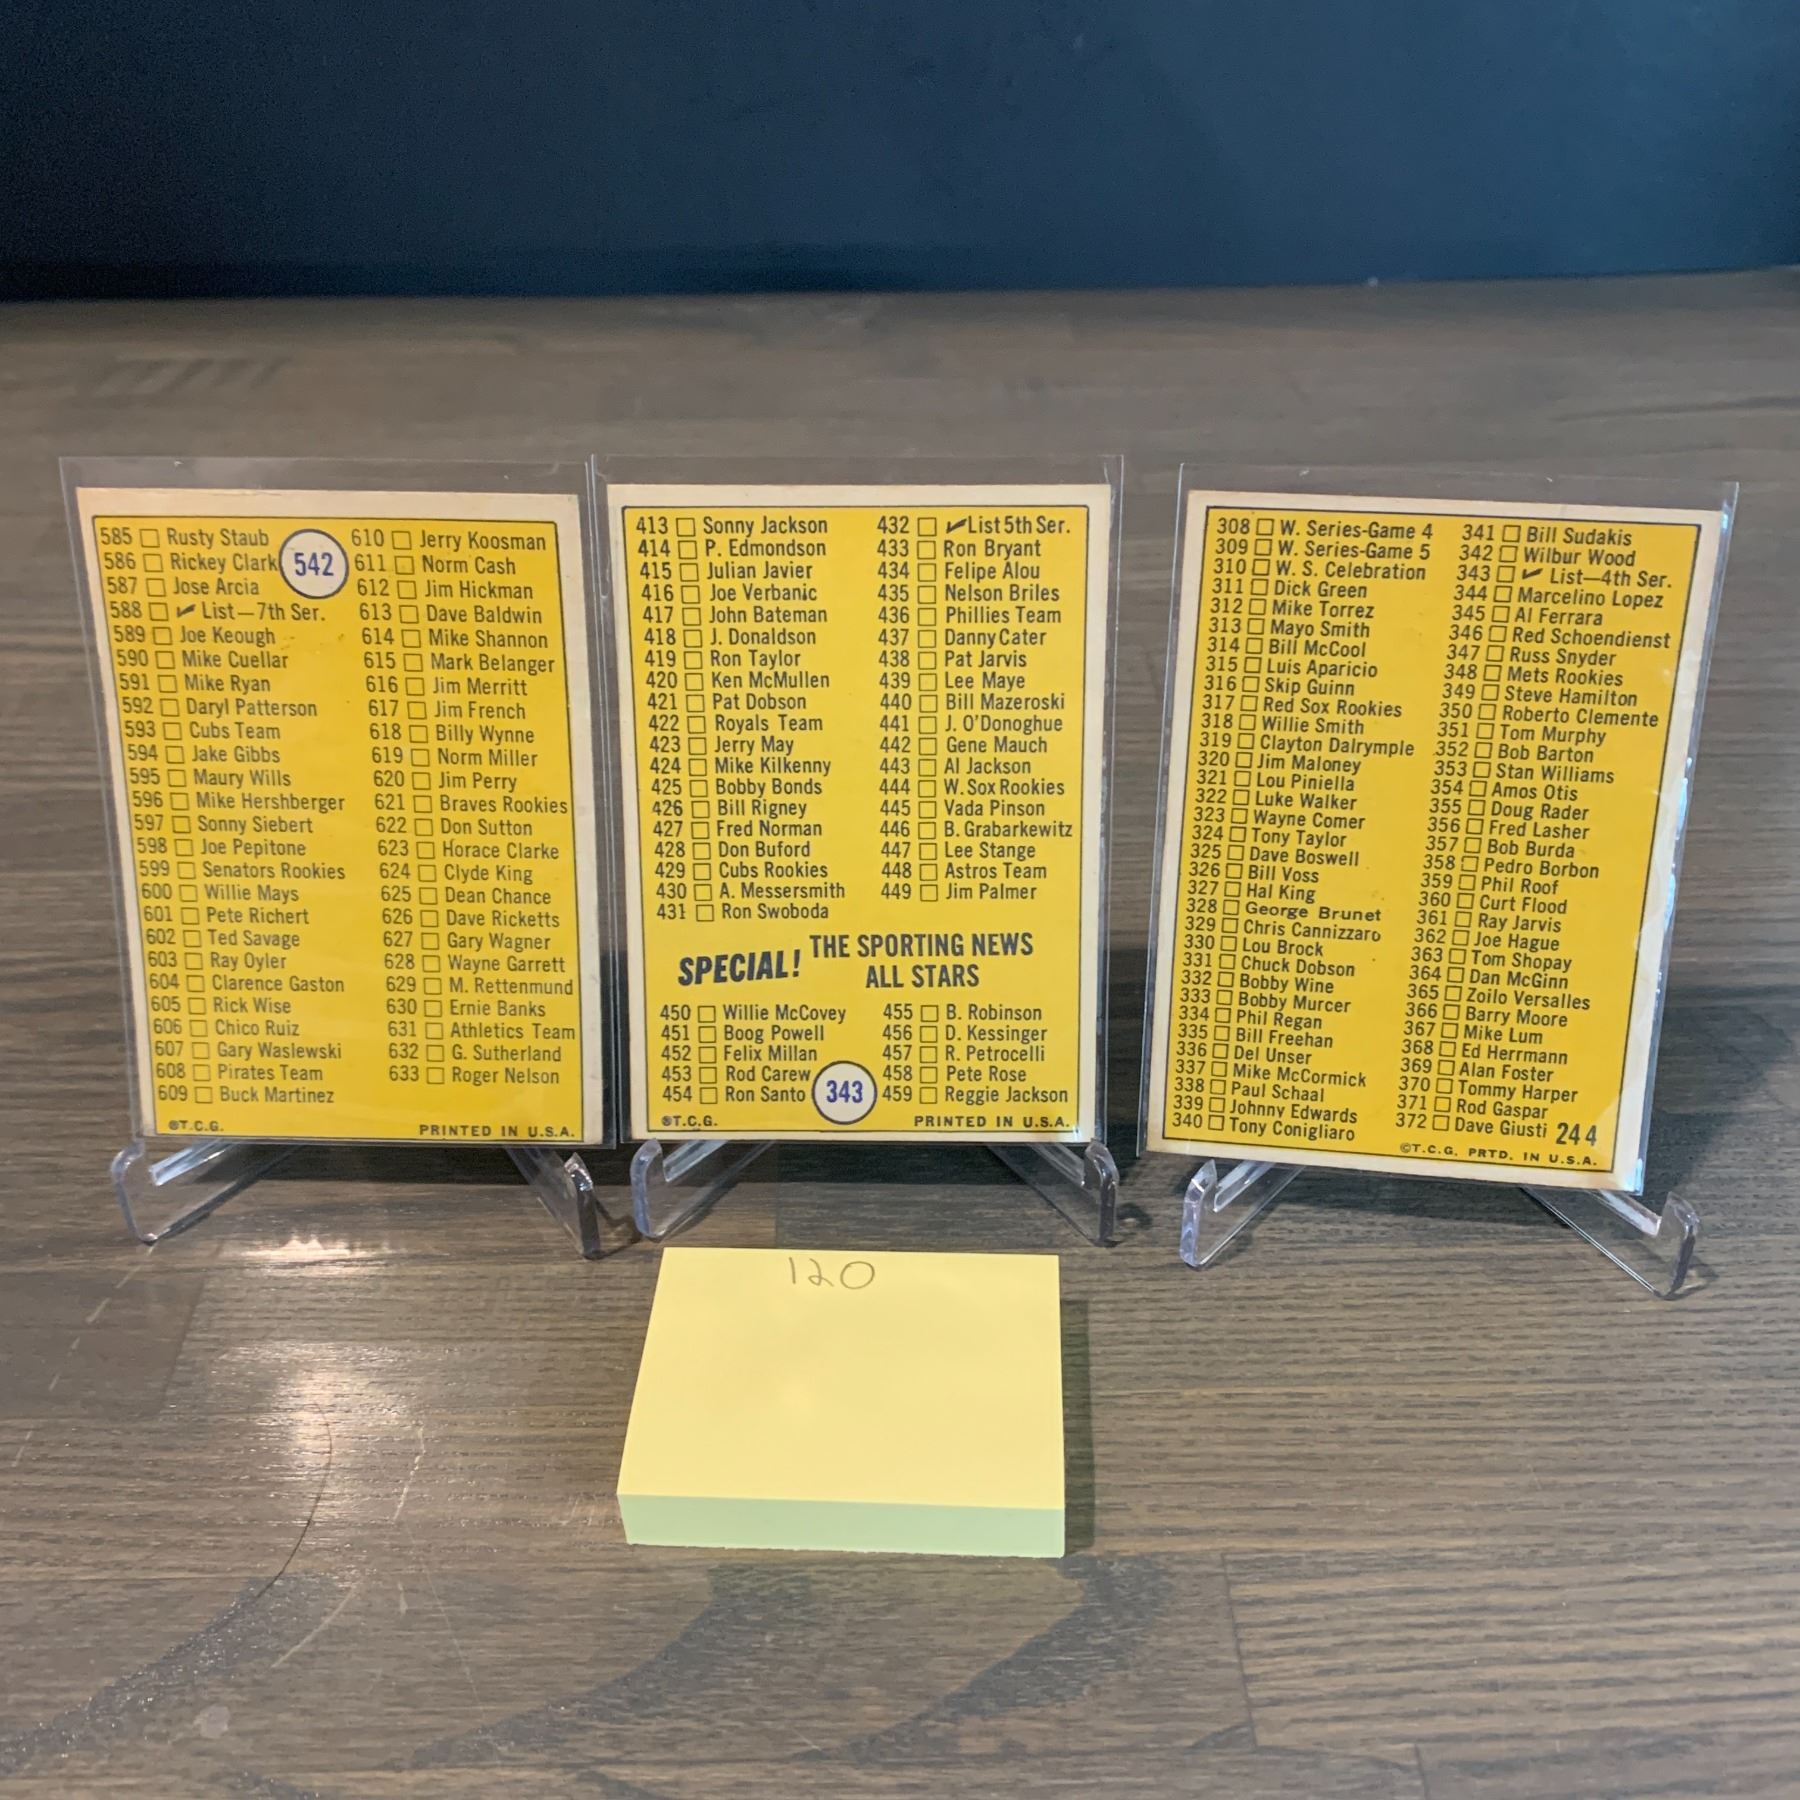 585 Rusty Staub
586 Rickey Clark
587 Jose Arcia
588 ✔ List—7th Ser.
589 Joe Keough
590 Mike Cuellar
591 Mike Ryan
592 Daryl Patterson
593 Cubs Team
594 Jake Gibbs
595 Maury Wills
596 Mike Hershberger
597 Sonny Siebert
598 Joe Pepitone
599 Senators Rookies
600 Willie Mays
601 Pete Richert
602 Ted Savage
603 Ray Oyler
604 Clarence Gaston
605 Rick Wise
606 Chico Ruiz
607 Gary Waslewski
608 Pirates Team
609 Buck Martinez
542
610 Jerry Koosman
611 Norm Cash
612 Jim Hickman
613 Dave Baldwin
614 Mike Shannon
615 Mark Belanger
616 Jim Merritt
617 Jim French
618 Billy Wynne
619 Norm Miller
620 Jim Perry
621 Braves Rookies
622 Don Sutton
623 Horace Clarke
624 Clyde King
625 Dean Chance
626 Dave Ricketts
627 Gary Wagner
628 Wayne Garrett
629 M. Rettenmund
630 Ernie Banks
631 Athletics Team
632 G. Sutherland
633 Roger Nelson
©T.C.G. PRINTED IN U.S.A.
413 Sonny Jackson
414 P. Edmondson
415 Julian Javier
416 Joe Verbanic
417 John Bateman
418 J. Donaldson
419 Ron Taylor
420 Ken McMullen
421 Pat Dobson
422 Royals Team
423 Jerry May
424 Mike Kilkenny
425 Bobby Bonds
426 Bill Rigney
427 Fred Norman
428 Don Buford
429 Cubs Rookies
430 A. Messersmith
431 Ron Swoboda
432 ✔List 5th Ser.
433 Ron Bryant
434 Felipe Alou
435 Nelson Briles
436 Phillies Team
437 Danny Cater
438 Pat Jarvis
439 Lee Maye
440 Bill Mazeroski
441 J. O'Donoghue
442 Gene Mauch
443 Al Jackson
444 W. Sox Rookies
445 Vada Pinson
446 B. Grabarkewitz
447 Lee Stange
448 Astros Team
449 Jim Palmer
SPECIAL! THE SPORTING NEWS
ALL STARS
450 Willie McCovey
451 Boog Powell
452 Felix Millan
453 Rod Carew
454 Ron Santo
343
455 B. Robinson
456 D. Kessinger
457 R. Petrocelli
458 Pete Rose
459 Reggie Jackson
©T.C.G. PRINTED IN U.S.A.
308 W. Series-Game 4
309 W. Series-Game 5
310 W. S. Celebration
311 Dick Green
312 Mike Torrez
313 Mayo Smith
314 Bill McCool
315 Luis Aparicio
316 Skip Guinn
317 Red Sox Rookies
318 Willie Smith
319 Clayton Dalrymple
320 Jim Maloney
321 Lou Piniella
322 Luke Walker
323 Wayne Comer
324 Tony Taylor
325 Dave Boswell
326 Bill Voss
327 Hal King
328 George Brunet
329 Chris Cannizzaro
330 Lou Brock
331 Chuck Dobson
332 Bobby Wine
333 Bobby Murcer
334 Phil Regan
335 Bill Freehan
336 Del Unser
337 Mike McCormick
338 Paul Schaal
339 Johnny Edwards
340 Tony Conigliaro
341 Bill Sudakis
342 Wilbur Wood
343 ✔ List—4th Ser.
344 Marcelino Lopez
345 Al Ferrara
346 Red Schoendienst
347 Russ Snyder
348 Mets Rookies
349 Steve Hamilton
350 Roberto Clemente
351 Tom Murphy
352 Bob Barton
353 Stan Williams
354 Amos Otis
355 Doug Rader
356 Fred Lasher
357 Bob Burda
358 Pedro Borbon
359 Phil Roof
360 Curt Flood
361 Ray Jarvis
362 Joe Hague
363 Tom Shopay
364 Dan McGinn
365 Zoilo Versalles
366 Barry Moore
367 Mike Lum
368 Ed Herrmann
369 Alan Foster
370 Tommy Harper
371 Rod Gaspar
372 Dave Giusti 244
©T.C.G. PRTD. IN U.S.A.
120